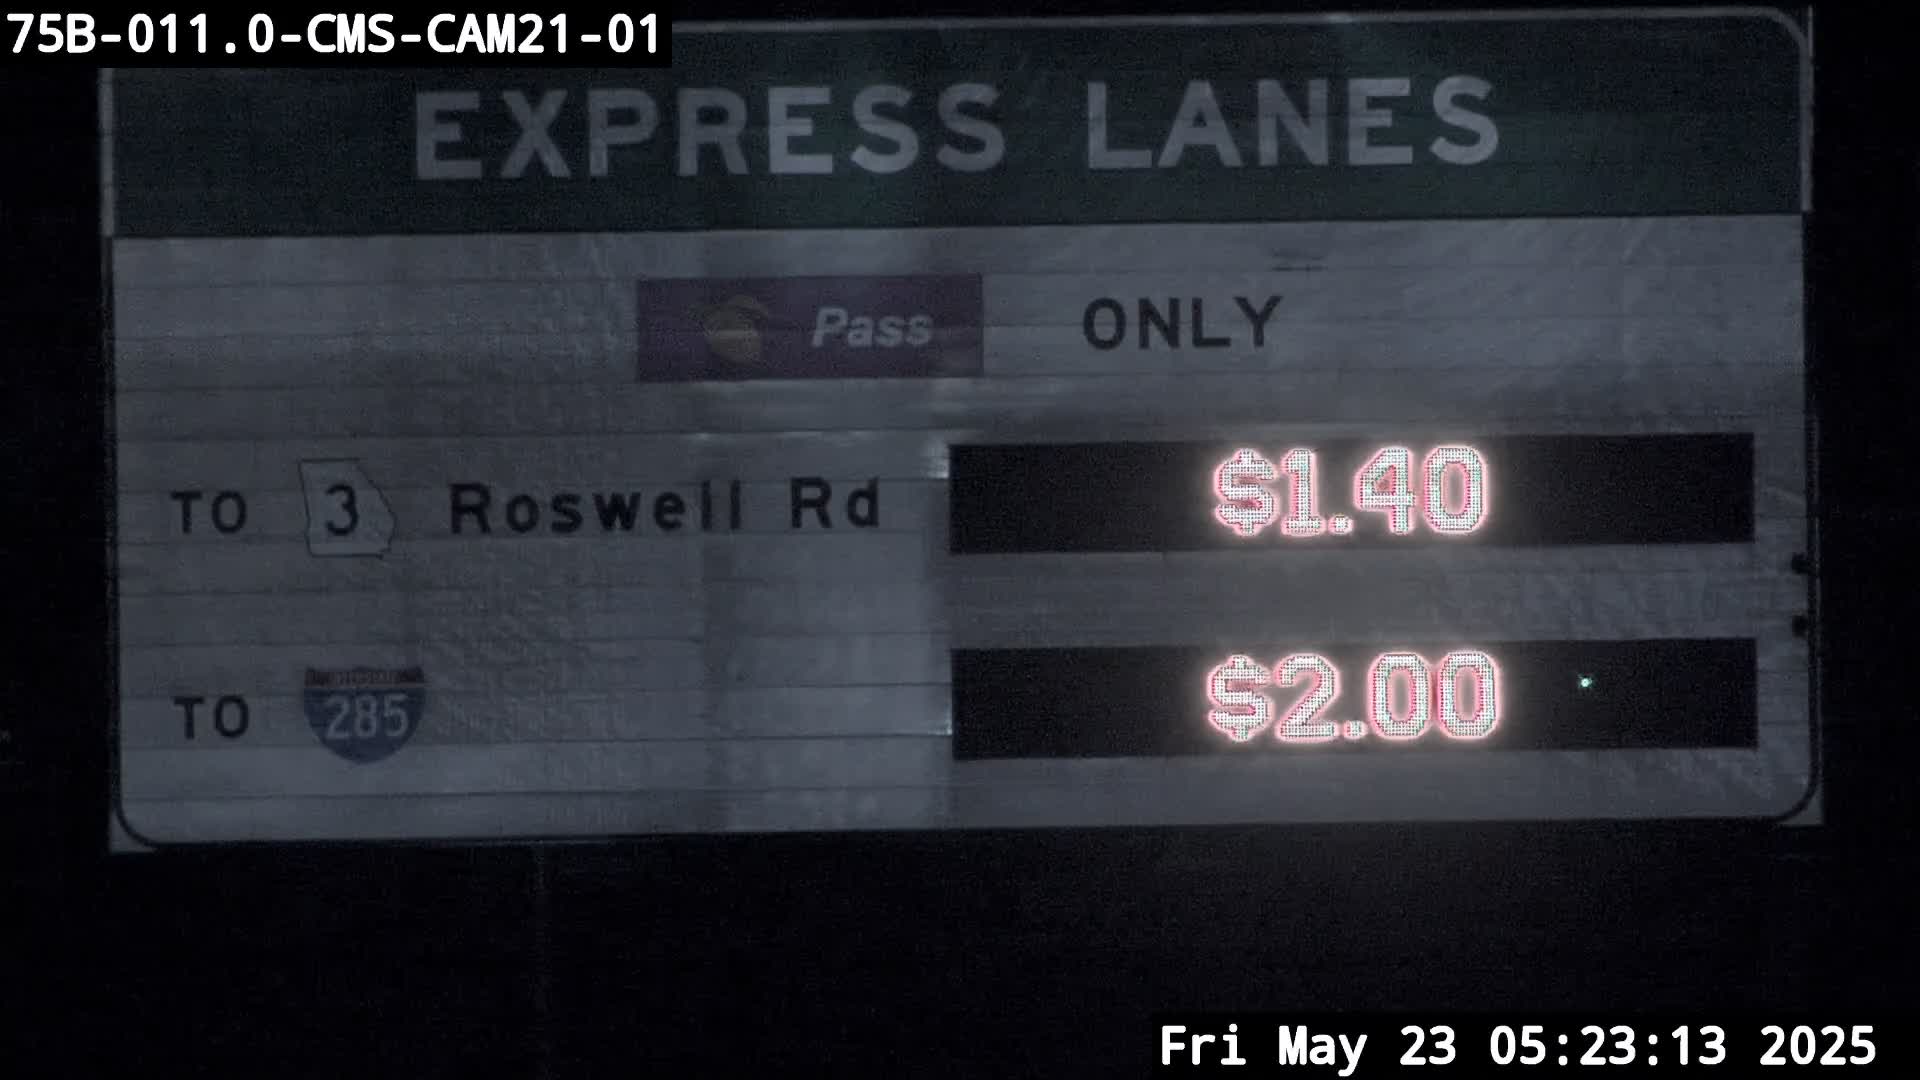 75B-011.0-CMS-CAM21-01
EXPRESS LANES
Pass ONLY
TO 3 Roswell Rd $1.40
TO 285 $2.00
Fri May 23 05:23:13 2025